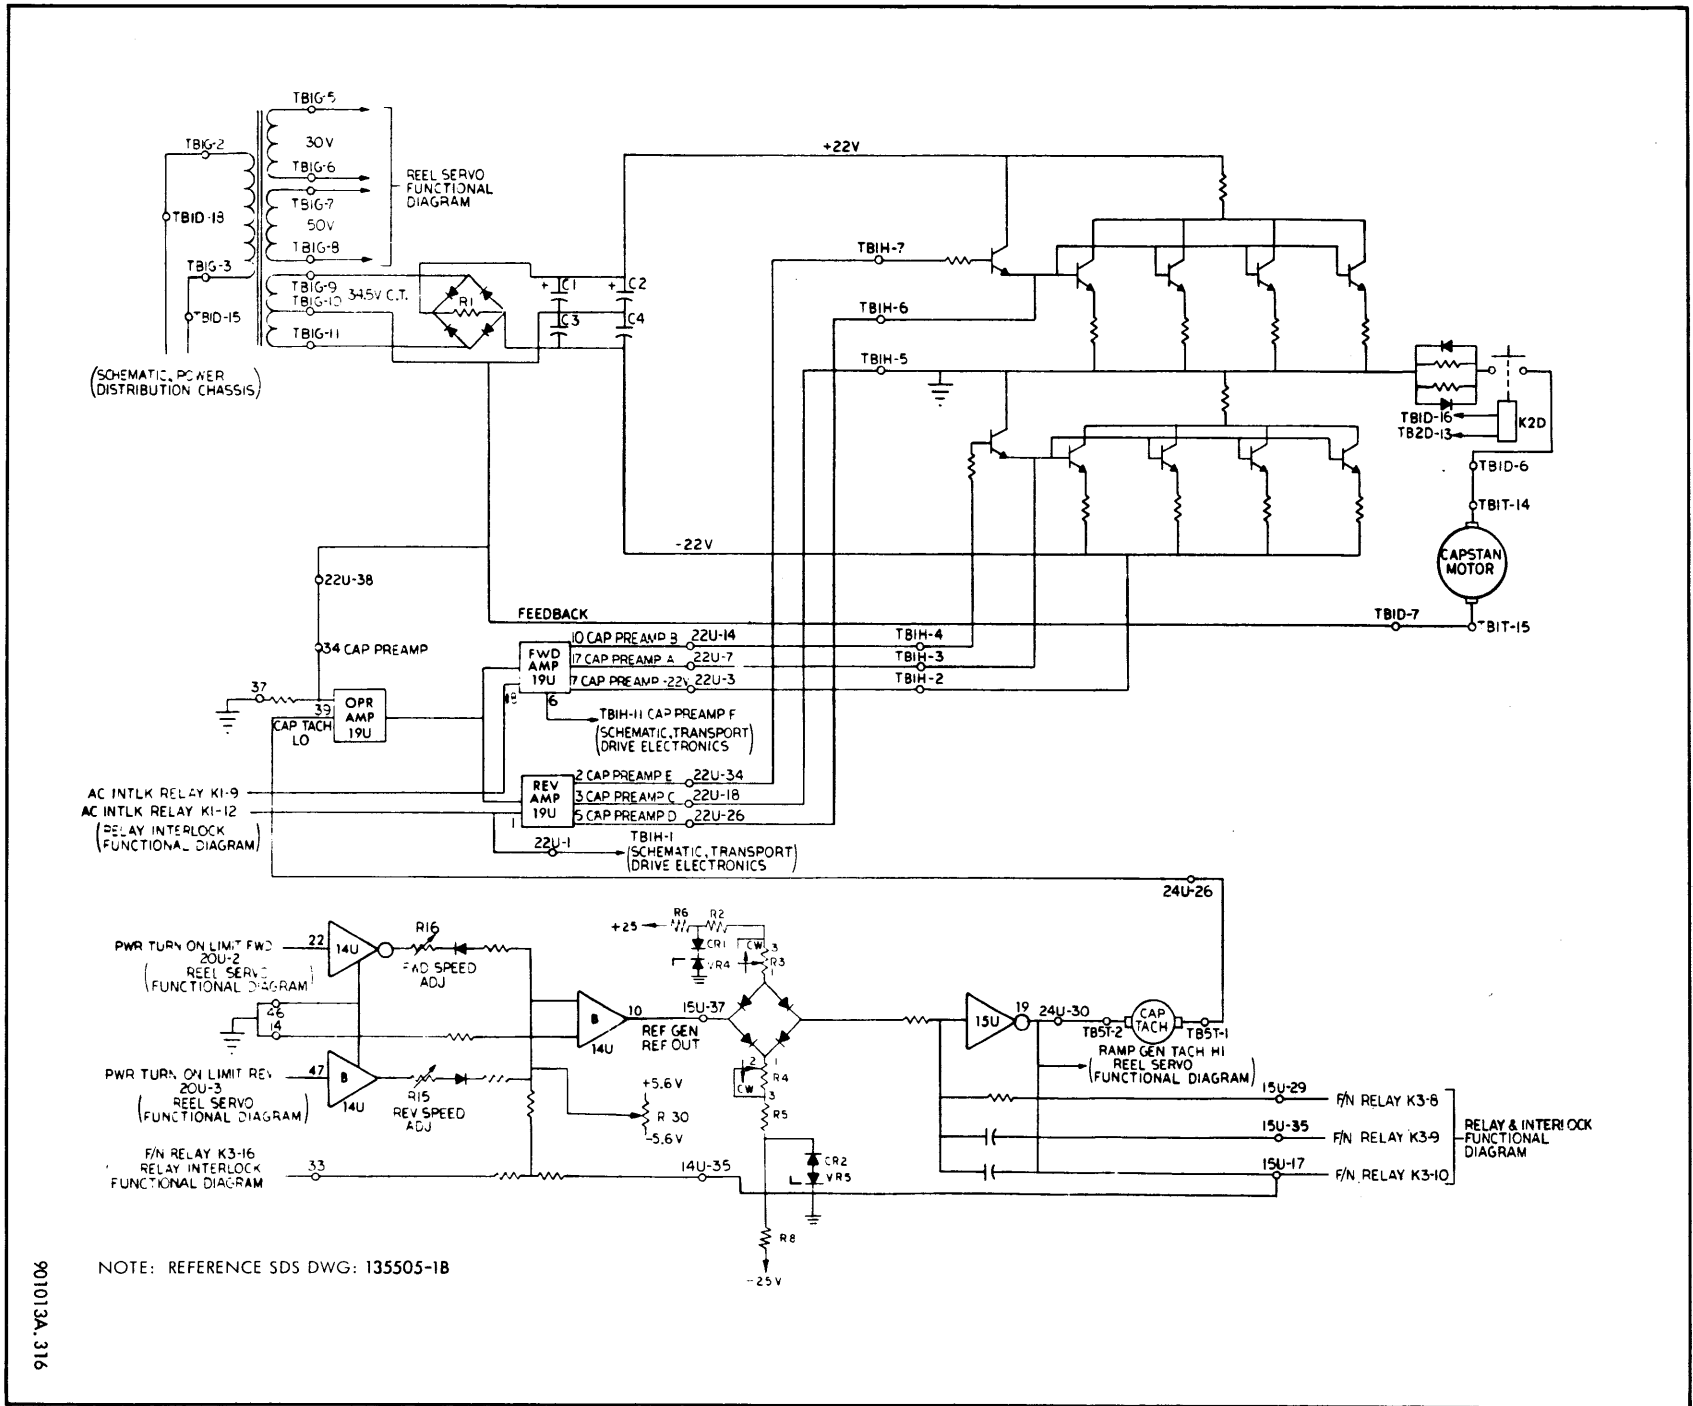 TBIG-5
30V
TBIG-6
TBIG-7
50V
TBIG-8
TBIG-9
TBIG-10
34.5V C.T.
TBIG-11
TBIG-2
TBID-18
TBIG-3
TBID-15
REEL SERVO
FUNCTIONAL
DIAGRAM
(SCHEMATIC, POWER
DISTRIBUTION CHASSIS)
R1
+
C1
+
C2
C3
C4
+22V
TBIH-7
TBIH-6
TBIH-5
-22V
TBID-16
TB2D-13
K2D
TBID-6
TBIT-14
CAPSTAN
MOTOR
TBID-7
TBIT-15
22U-38
FEEDBACK
34 CAP PREAMP
37
39
CAP TACH
LO
OPR
AMP
19U
FWD
AMP
19U
10 CAP PREAMP B 22U-14
TBIH-4
17 CAP PREAMP A 22U-7
TBIH-3
7 CAP PREAMP -22V 22U-3
TBIH-2
18
6
TBIH-11 CAP PREAMP F
(SCHEMATIC, TRANSPORT)
DRIVE ELECTRONICS
REV
AMP
19U
2 CAP PREAMP E 22U-34
3 CAP PREAMP C 22U-18
5 CAP PREAMP D 22U-26
1
22U-1
TBIH-1
(SCHEMATIC, TRANSPORT)
DRIVE ELECTRONICS
AC INTLK RELAY K1-9
AC INTLK RELAY K1-12
(RELAY INTERLOCK
FUNCTIONAL DIAGRAM)
24U-26
PWR TURN ON LIMIT FWD
20U-2
(REEL SERVO
FUNCTIONAL DIAGRAM)
22
14U
R16
FWD SPEED
ADJ
46
14
PWR TURN ON LIMIT REV
20U-3
(REEL SERVO
FUNCTIONAL DIAGRAM)
47
B
14U
R15
REV SPEED
ADJ
F/N RELAY K3-16
RELAY INTERLOCK
FUNCTIONAL DIAGRAM
33
B
14U
10
15U-37
REF GEN
REF OUT
+5.6V
R 30
-5.6V
14U-35
+25
R6
R2
CR1
VR4
CW
3
R3
1
2
1
R4
CW
3
R5
CR2
VR5
R8
-25V
15U
19
24U-30
TB5T-2
CAP
TACH
TB5T-1
RAMP GEN TACH HI
(REEL SERVO
FUNCTIONAL DIAGRAM)
15U-29
F/N RELAY K3-8
15U-35
F/N RELAY K3-9
15U-17
F/N RELAY K3-10
RELAY & INTERLOCK
FUNCTIONAL
DIAGRAM
NOTE: REFERENCE SDS DWG: 135505-1B
901013A.316